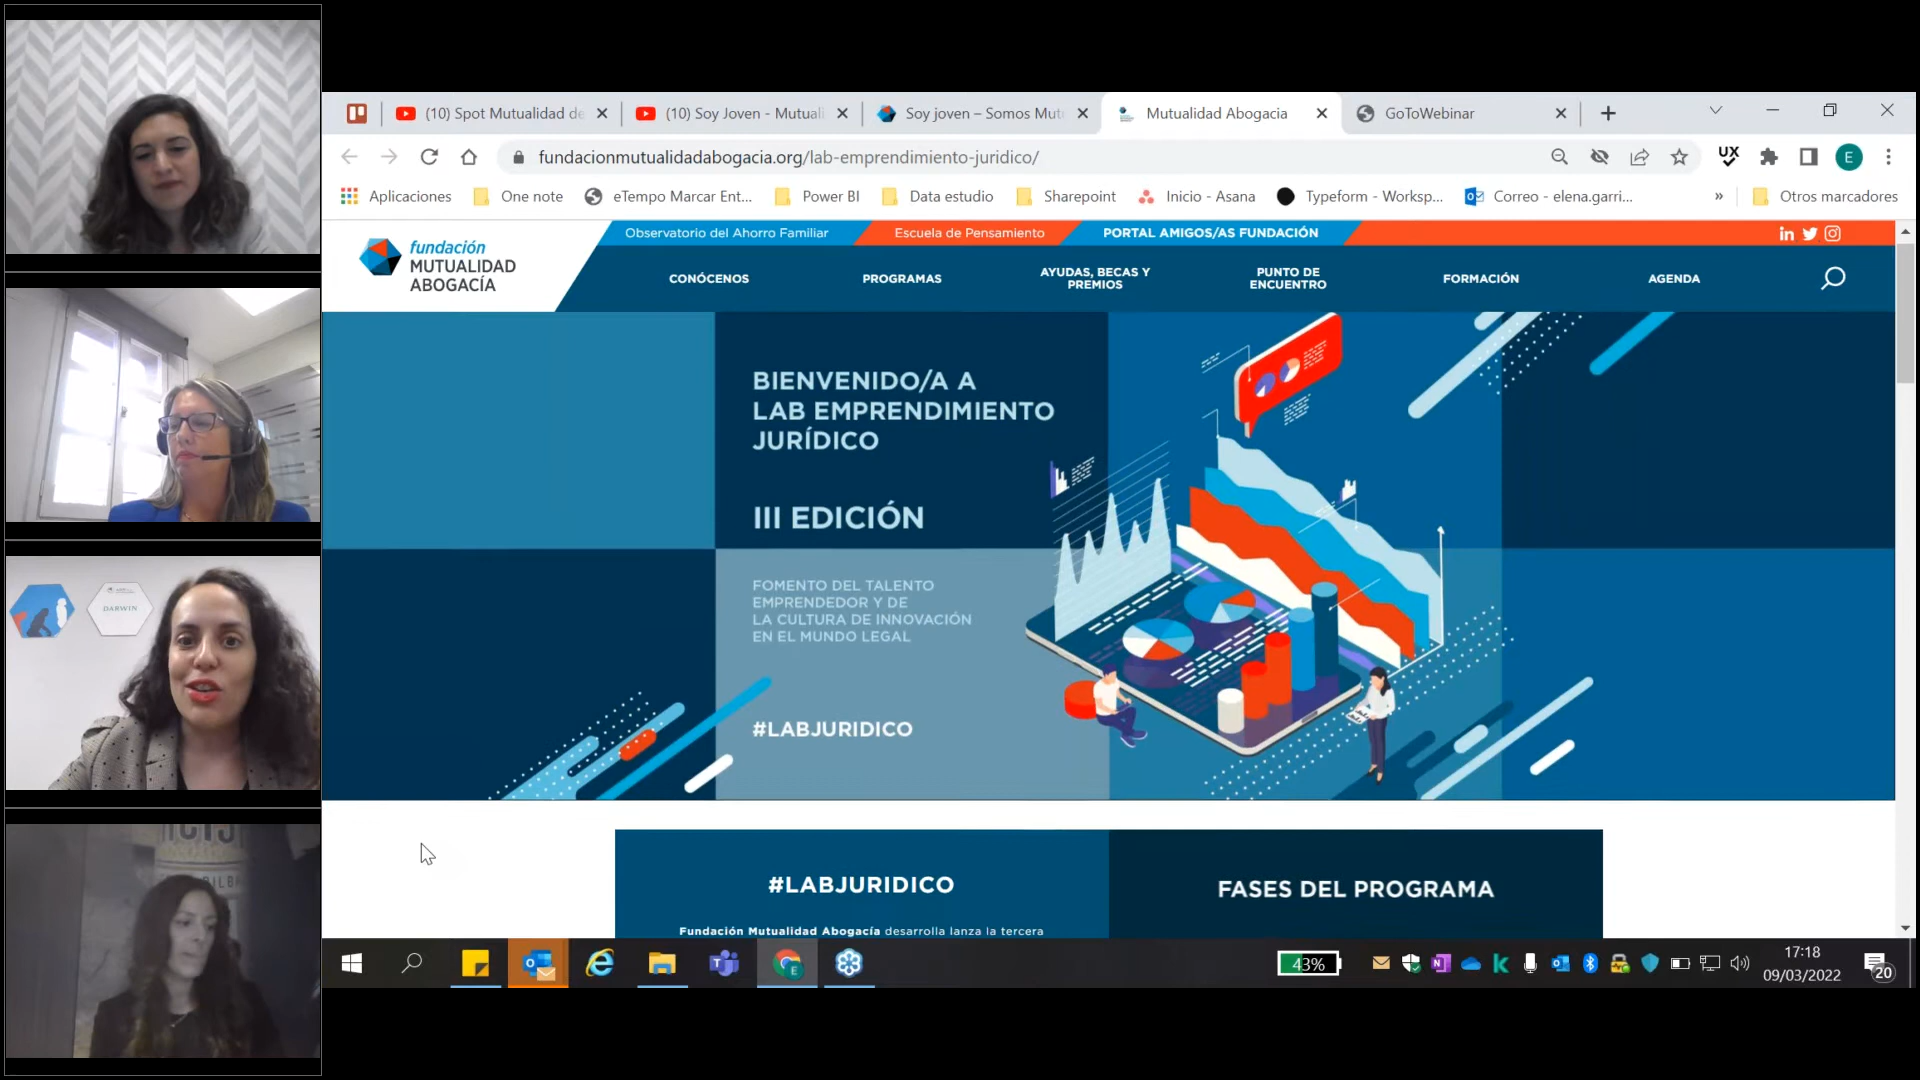 DARWIN
(10) Spot Mutualidad de
(10) Soy Joven - Mutuali
Soy joven – Somos Mut
Mutualidad Abogacia
GoToWebinar
fundacionmutualidadabogacia.org/lab-emprendimiento-juridico/
UX
E
Aplicaciones
One note
eTempo Marcar Ent...
Power BI
Data estudio
Sharepoint
Inicio - Asana
Typeform - Worksp...
Correo - elena.garri...
»
Otros marcadores
Observatorio del Ahorro Familiar
Escuela de Pensamiento
PORTAL AMIGOS/AS FUNDACIÓN
fundación
MUTUALIDAD
ABOGACÍA
CONÓCENOS
PROGRAMAS
AYUDAS, BECAS Y
PREMIOS
PUNTO DE
ENCUENTRO
FORMACIÓN
AGENDA
BIENVENIDO/A A
LAB EMPRENDIMIENTO
JURÍDICO
III EDICIÓN
FOMENTO DEL TALENTO
EMPRENDEDOR Y DE
LA CULTURA DE INNOVACIÓN
EN EL MUNDO LEGAL
#LABJURIDICO
#LABJURIDICO
Fundación Mutualidad Abogacía desarrolla lanza la tercera
FASES DEL PROGRAMA
43%
17:18
09/03/2022
20